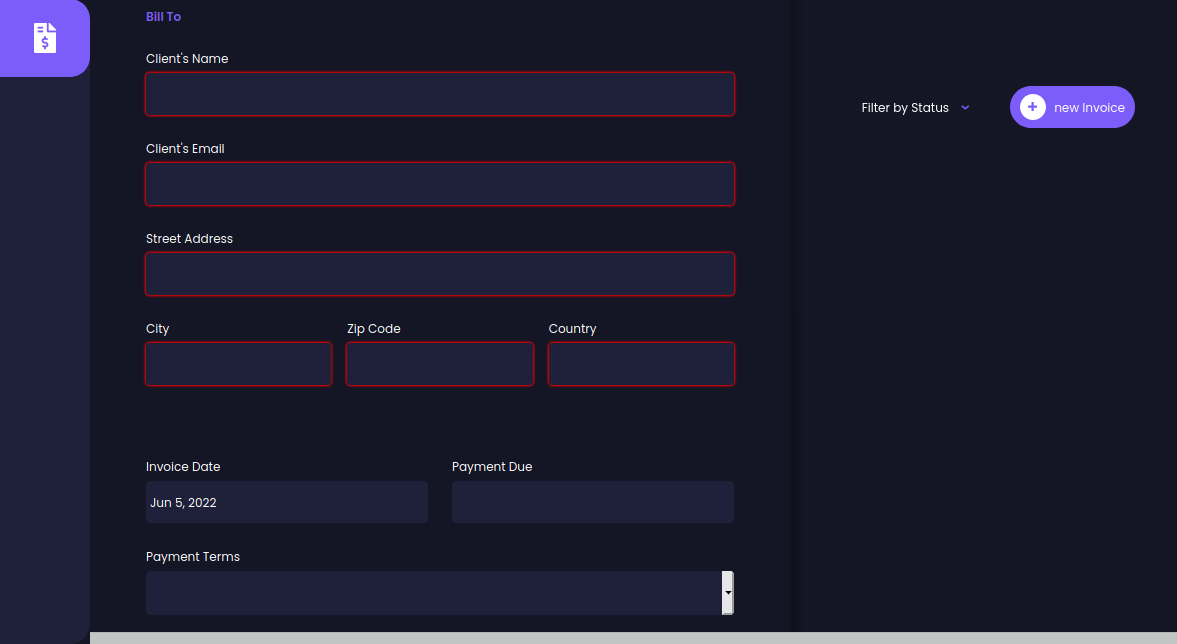 Bill To
Client's Name
Client's Email
Street Address
City Zip Code Country
Invoice Date Payment Due
Jun 5, 2022
Payment Terms
Filter by Status
new Invoice
$
+